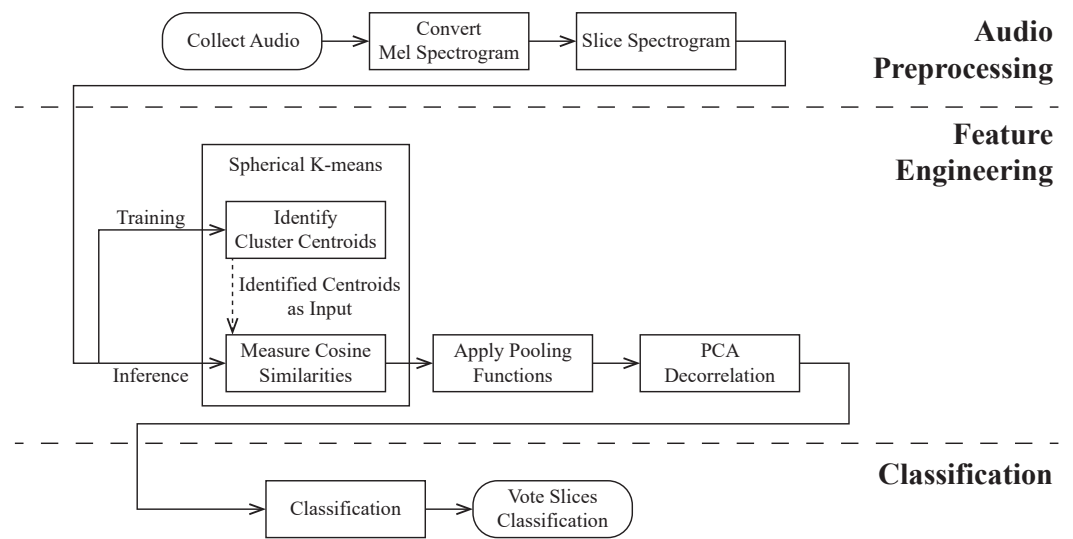 Collect Audio
Convert
Mel Spectrogram
Slice Spectrogram
Audio
Preprocessing
Feature
Engineering
Spherical K-means
Training
Identify
Cluster Centroids
Identified Centroids
as Input
Inference
Measure Cosine
Similarities
Apply Pooling
Functions
PCA
Decorrelation
Classification
Classification
Vote Slices
Classification